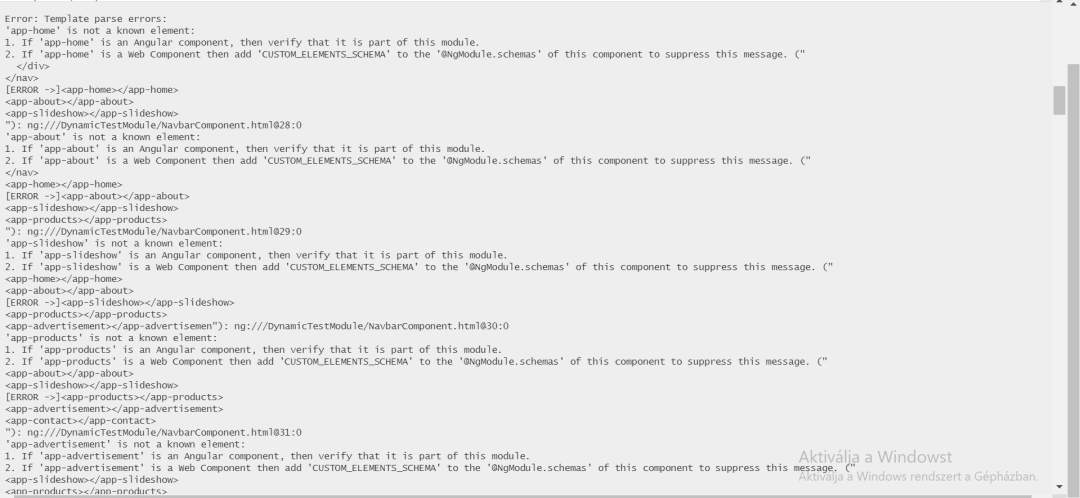 Error: Template parse errors:
'app-home' is not a known element:
1. If 'app-home' is an Angular component, then verify that it is part of this module.
2. If 'app-home' is a Web Component then add 'CUSTOM_ELEMENTS_SCHEMA' to the '@NgModule.schemas' of this component to suppress this message. ("
  </div>
</nav>
[ERROR ->]<app-home></app-home>
<app-about></app-about>
<app-slideshow></app-slideshow>
"): ng:///DynamicTestModule/NavbarComponent.html@28:0
'app-about' is not a known element:
1. If 'app-about' is an Angular component, then verify that it is part of this module.
2. If 'app-about' is a Web Component then add 'CUSTOM_ELEMENTS_SCHEMA' to the '@NgModule.schemas' of this component to suppress this message. ("
</nav>
<app-home></app-home>
[ERROR ->]<app-about></app-about>
<app-slideshow></app-slideshow>
<app-products></app-products>
"): ng:///DynamicTestModule/NavbarComponent.html@29:0
'app-slideshow' is not a known element:
1. If 'app-slideshow' is an Angular component, then verify that it is part of this module.
2. If 'app-slideshow' is a Web Component then add 'CUSTOM_ELEMENTS_SCHEMA' to the '@NgModule.schemas' of this component to suppress this message. ("
<app-home></app-home>
<app-about></app-about>
[ERROR ->]<app-slideshow></app-slideshow>
<app-products></app-products>
<app-advertisement></app-advertisemen"): ng:///DynamicTestModule/NavbarComponent.html@30:0
'app-products' is not a known element:
1. If 'app-products' is an Angular component, then verify that it is part of this module.
2. If 'app-products' is a Web Component then add 'CUSTOM_ELEMENTS_SCHEMA' to the '@NgModule.schemas' of this component to suppress this message. ("
<app-about></app-about>
<app-slideshow></app-slideshow>
[ERROR ->]<app-products></app-products>
<app-advertisement></app-advertisement>
<app-contact></app-contact>
"): ng:///DynamicTestModule/NavbarComponent.html@31:0
'app-advertisement' is not a known element:
1. If 'app-advertisement' is an Angular component, then verify that it is part of this module.
2. If 'app-advertisement' is a Web Component then add 'CUSTOM_ELEMENTS_SCHEMA' to the '@NgModule.schemas' of this component to suppress this message. ("
<app-slideshow></app-slideshow>
<app-products></app-products>
Aktiválja a Windowst
Aktiválja a Windows rendszert a Gépházban.